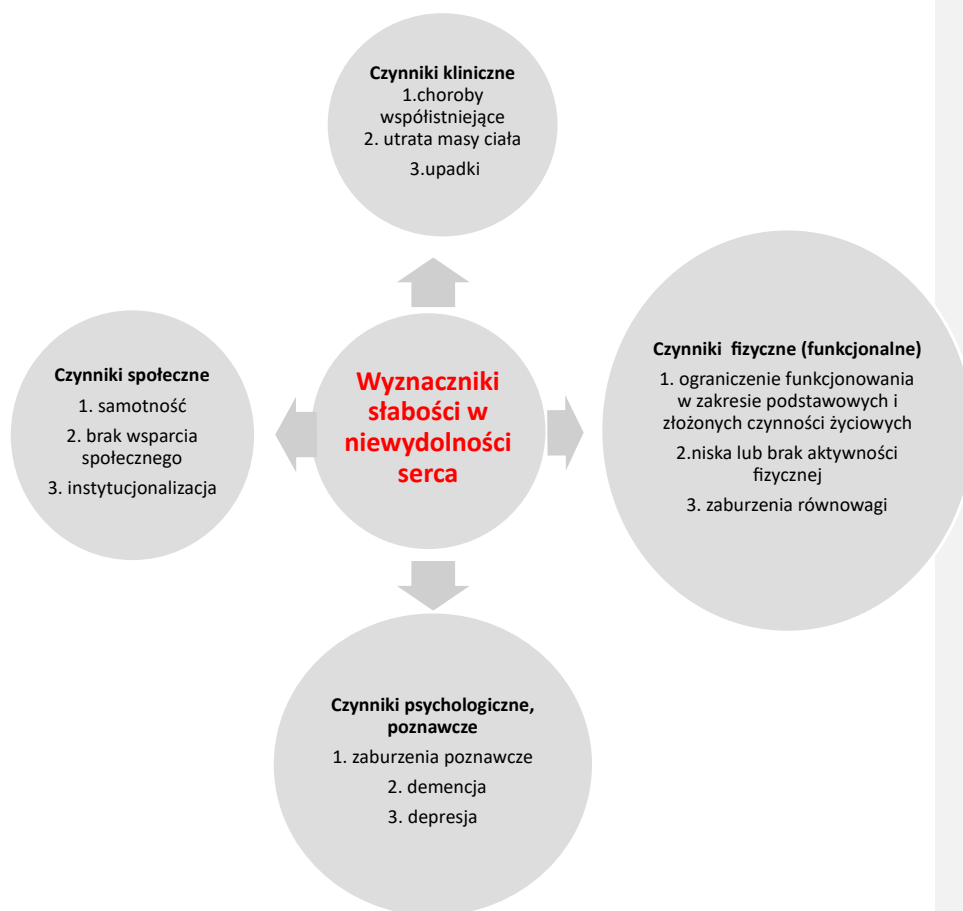 Czynniki kliniczne
1.choroby
współistniejące
2. utrata masy ciała
3.upadki
Czynniki społeczne
1. samotność
2. brak wsparcia
społecznego
3. instytucjonalizacja
Wyznaczniki
słabości w
niewydolności
serca
Czynniki  fizyczne (funkcjonalne)
1. ograniczenie funkcjonowania
w zakresie podstawowych i
złożonych czynności życiowych
2.niska lub brak aktywności
fizycznej
3. zaburzenia równowagi
Czynniki psychologiczne,
poznawcze
1. zaburzenia poznawcze
2. demencja
3. depresja